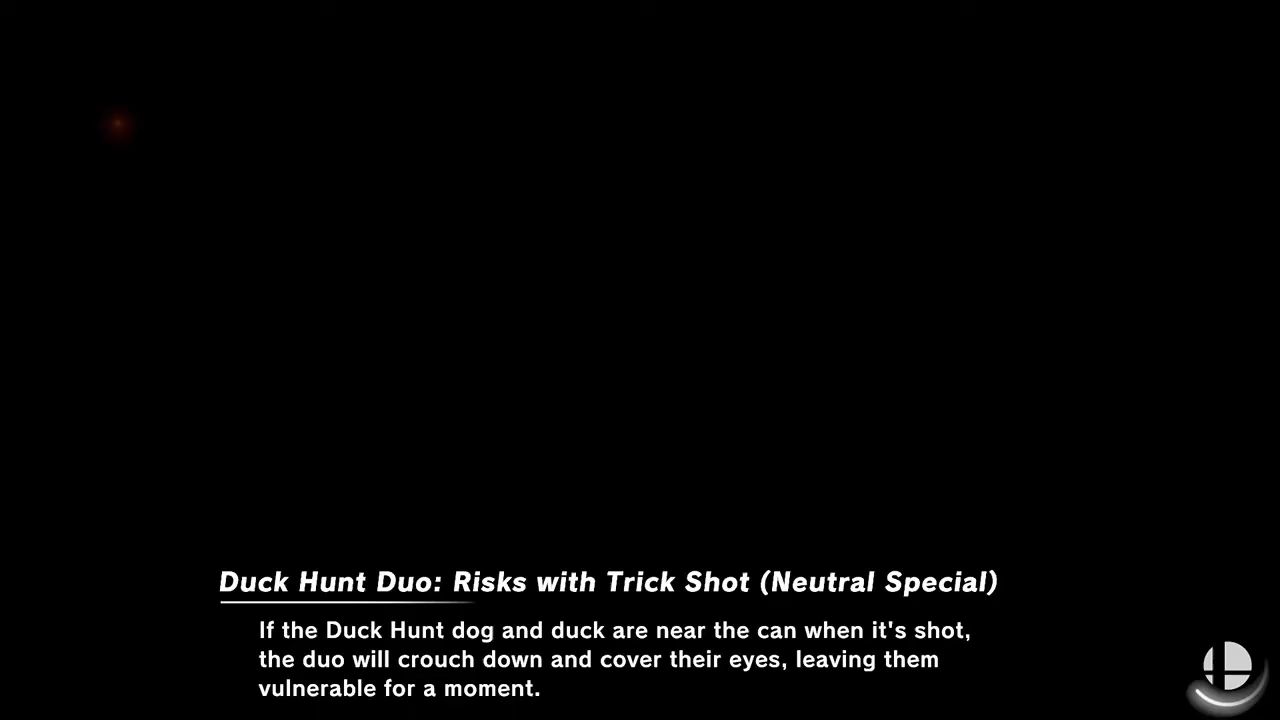 Duck Hunt Duo: Risks with Trick Shot (Neutral Special)
If the Duck Hunt dog and duck are near the can when it's shot,
the duo will crouch down and cover their eyes, leaving them
vulnerable for a moment.